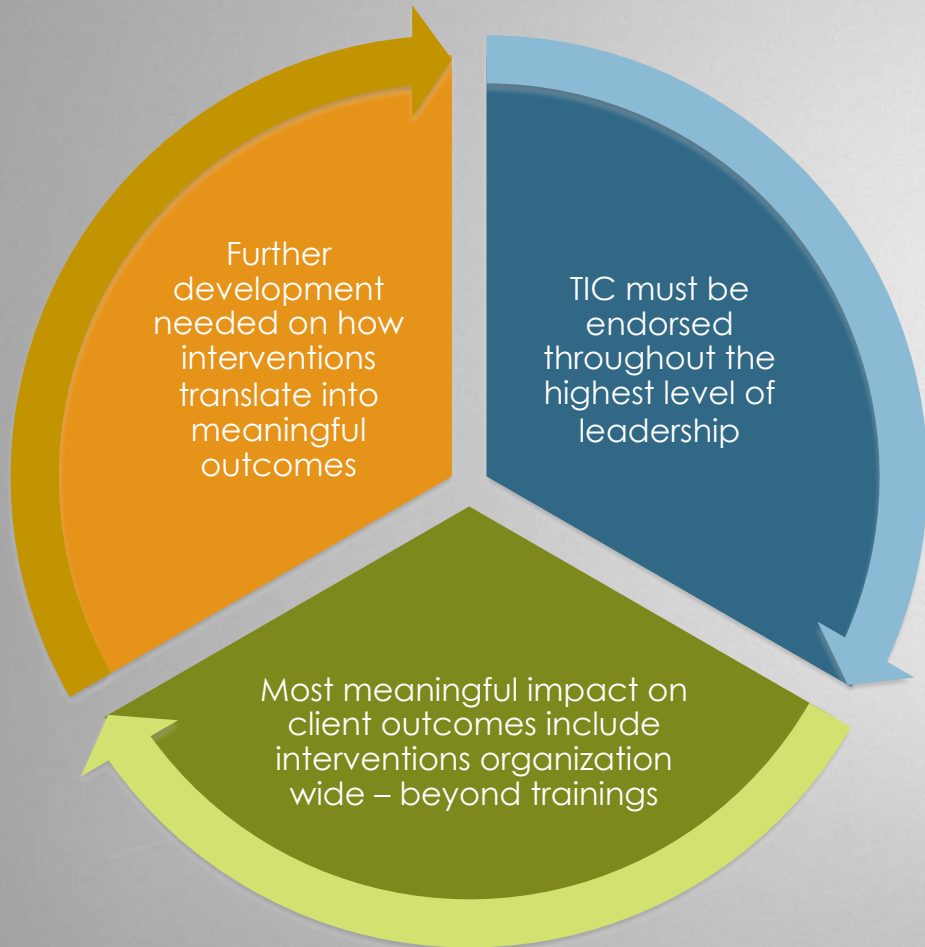 Further
development
needed on how
interventions
translate into
meaningful
outcomes
TIC must be
endorsed
throughout the
highest level of
leadership
Most meaningful impact on
client outcomes include
interventions organization
wide – beyond trainings